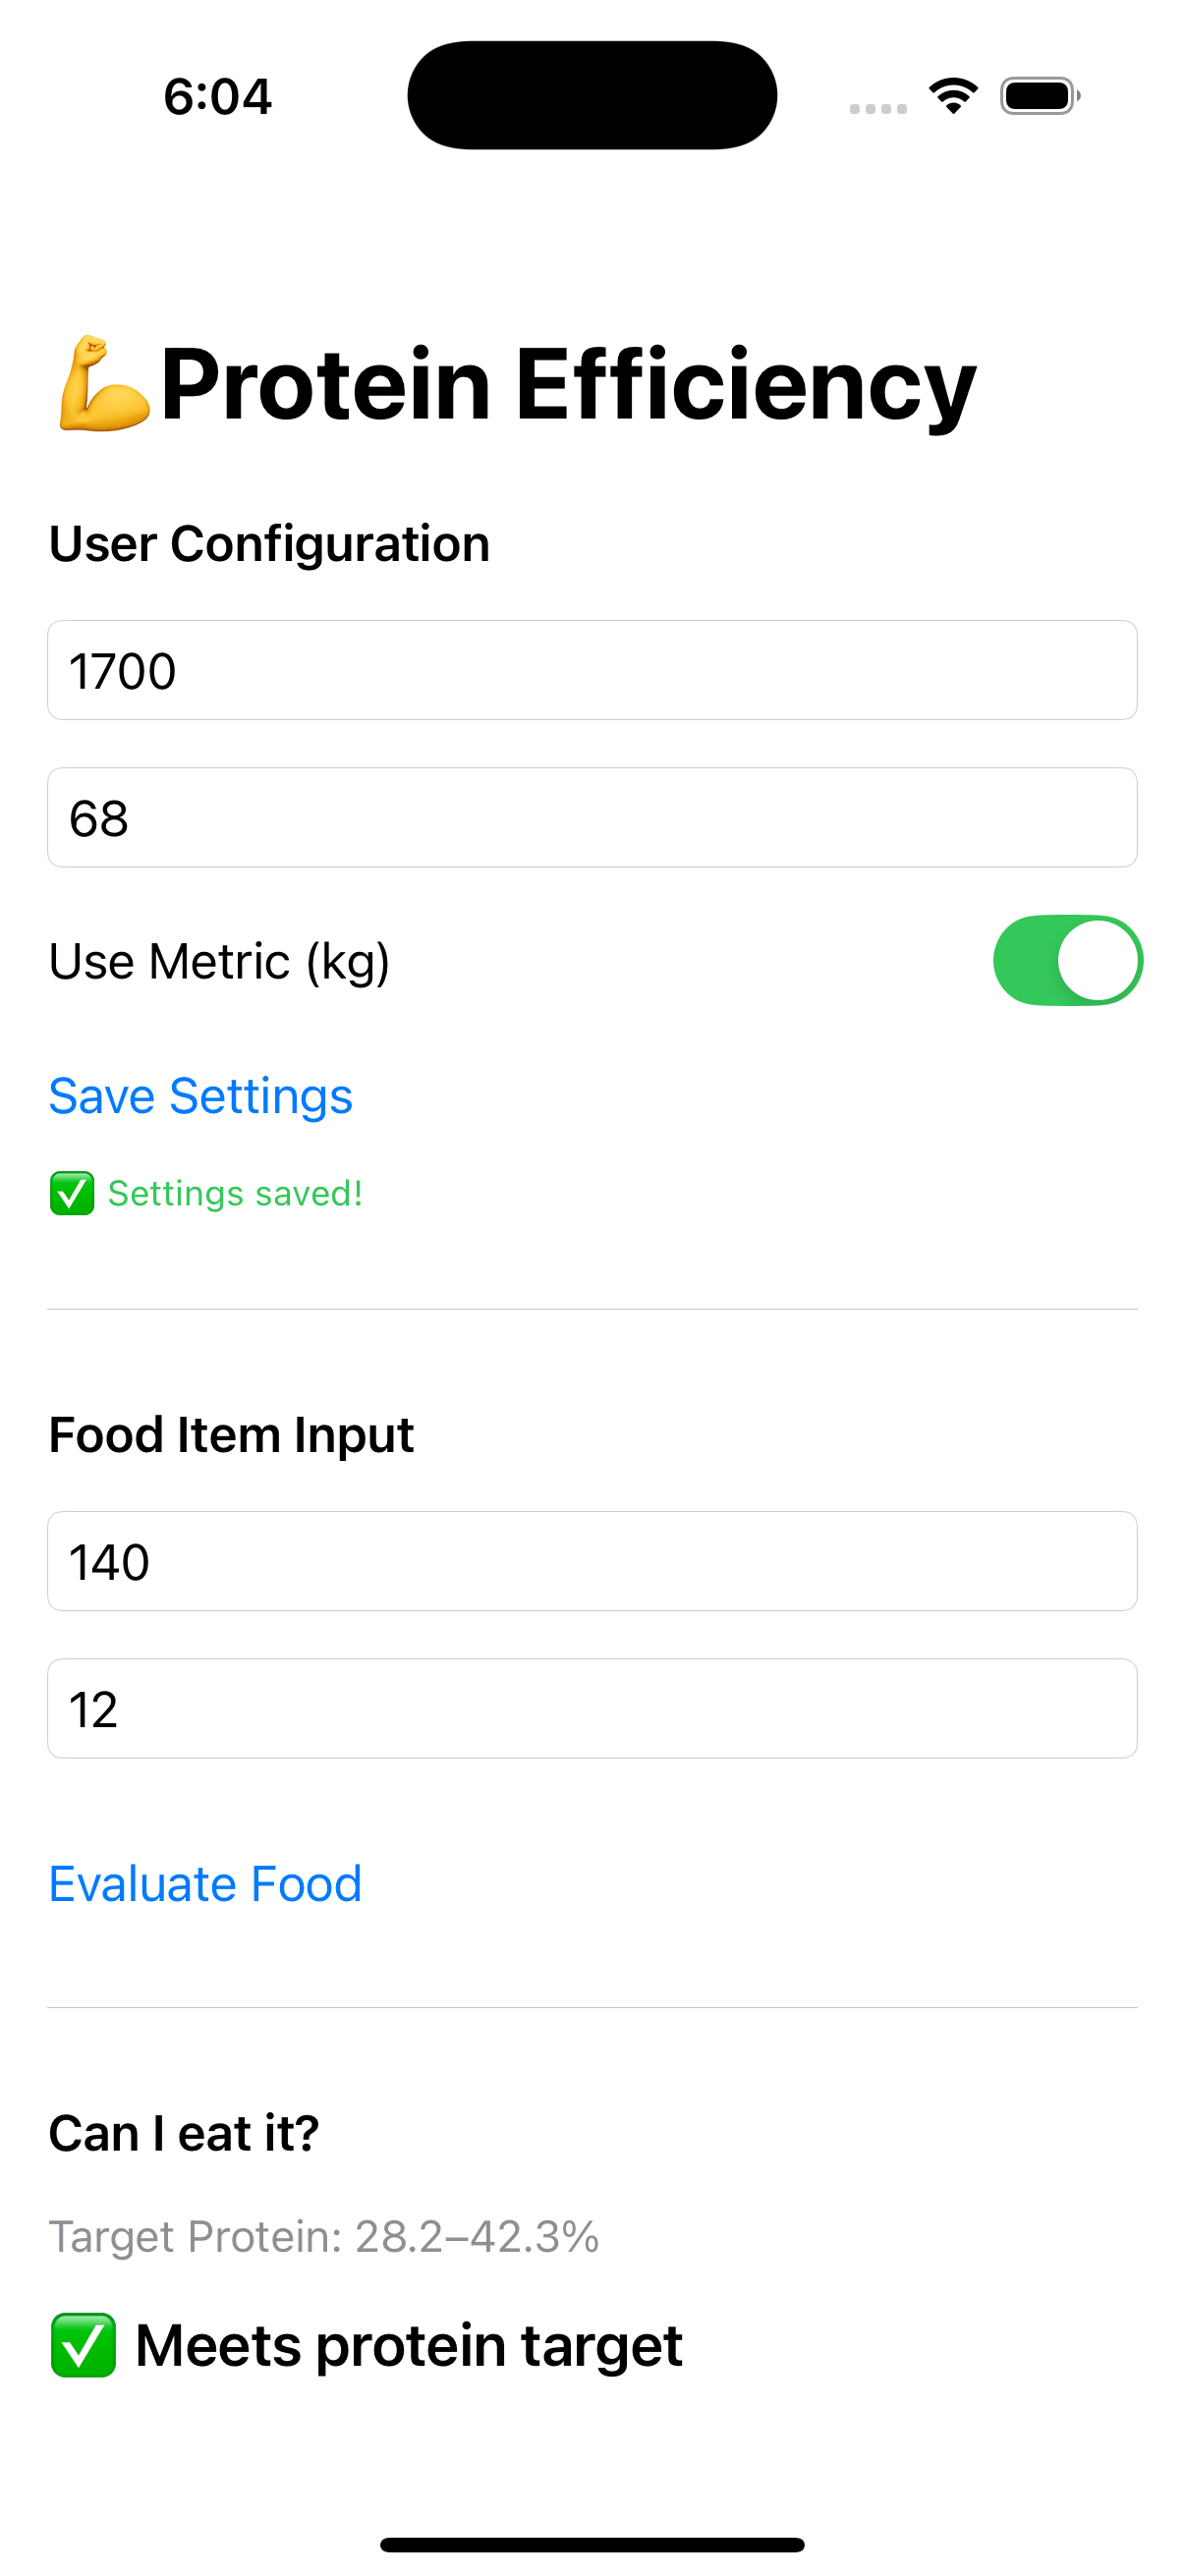 6:04
💪Protein Efficiency
User Configuration
1700
68
Use Metric (kg)
Save Settings
✅ Settings saved!
Food Item Input
140
12
Evaluate Food
Can I eat it?
Target Protein: 28.2–42.3%
✅ Meets protein target